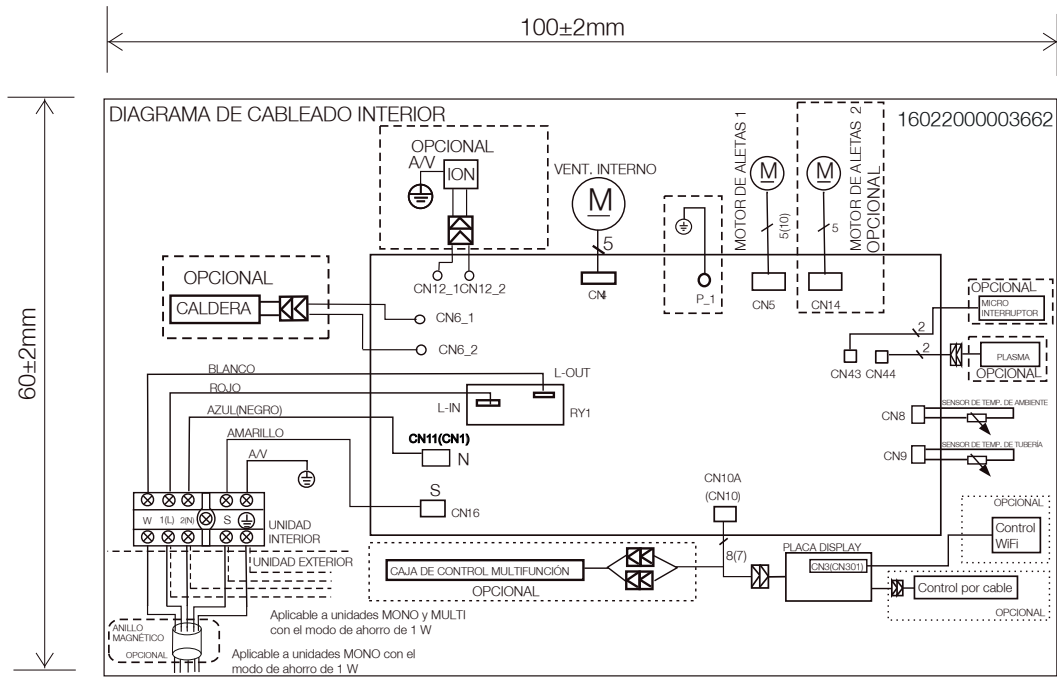 100±2mm
60±2mm
DIAGRAMA DE CABLEADO INTERIOR
16022000003662
OPCIONAL
A/V
ION
VENT. INTERNO
M
5
CN4
CN12_1
CN12_2
P_1
MOTOR DE ALETAS 1
M
5(10)
CN5
MOTOR DE ALETAS 2
OPCIONAL
M
5
CN14
OPCIONAL
CALDERA
CN6_1
CN6_2
OPCIONAL
MICRO
INTERRUPTOR
2
2
PLASMA
OPCIONAL
CN43
CN44
BLANCO
L-OUT
ROJO
L-IN
RY1
AZUL(NEGRO)
CN11(CN1)
N
AMARILLO
A/V
S
CN16
CN8
SENSOR DE TEMP. DE AMBIENTE
CN9
SENSOR DE TEMP. DE TUBERÍA
CN10A
(CN10)
8(7)
W
1(L)
2(N)
S
UNIDAD
INTERIOR
UNIDAD EXTERIOR
CAJA DE CONTROL MULTIFUNCIÓN
OPCIONAL
PLACA DISPLAY
CN3(CN301)
OPCIONAL
Control
WiFi
Control por cable
OPCIONAL
ANILLO
MAGNÉTICO
OPCIONAL
Aplicable a unidades MONO y MULTI
con el modo de ahorro de 1 W
Aplicable a unidades MONO con el
modo de ahorro de 1 W